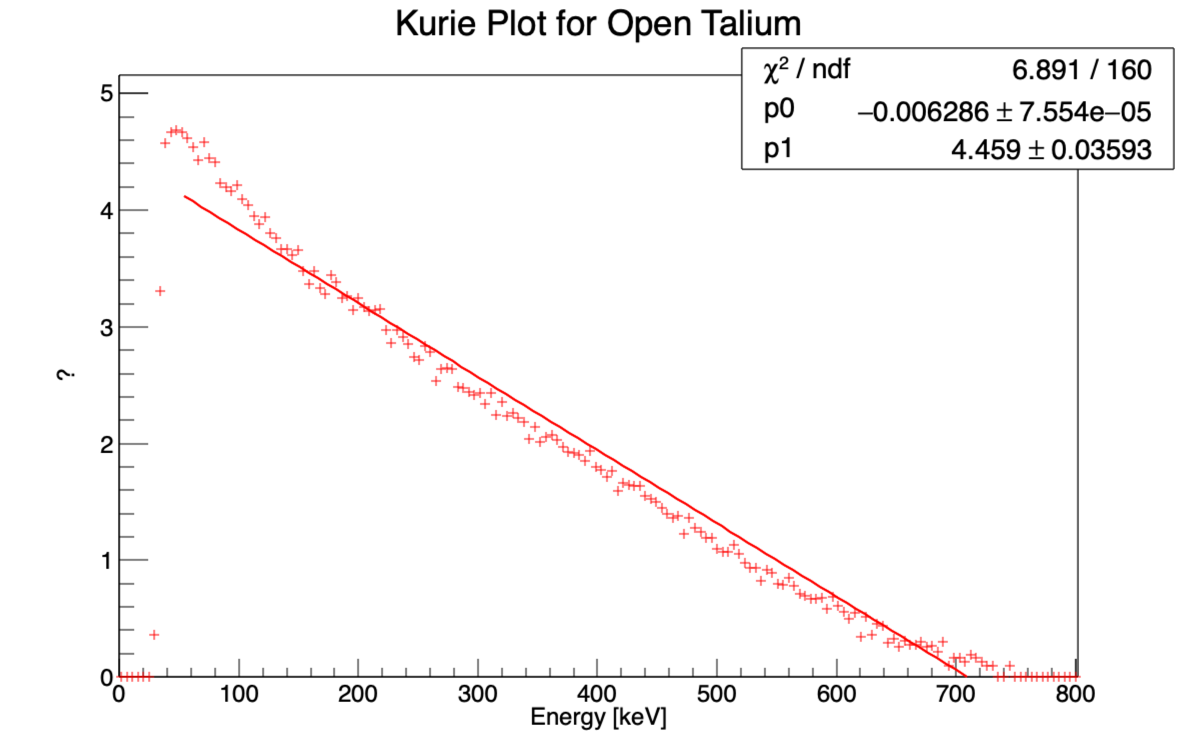 Kurie Plot for Open Talium
χ² / ndf 6.891 / 160
p0 −0.006286 ± 7.554e−05
p1 4.459 ± 0.03593
5
4
3
2
1
0
?
0 100 200 300 400 500 600 700 800
Energy [keV]